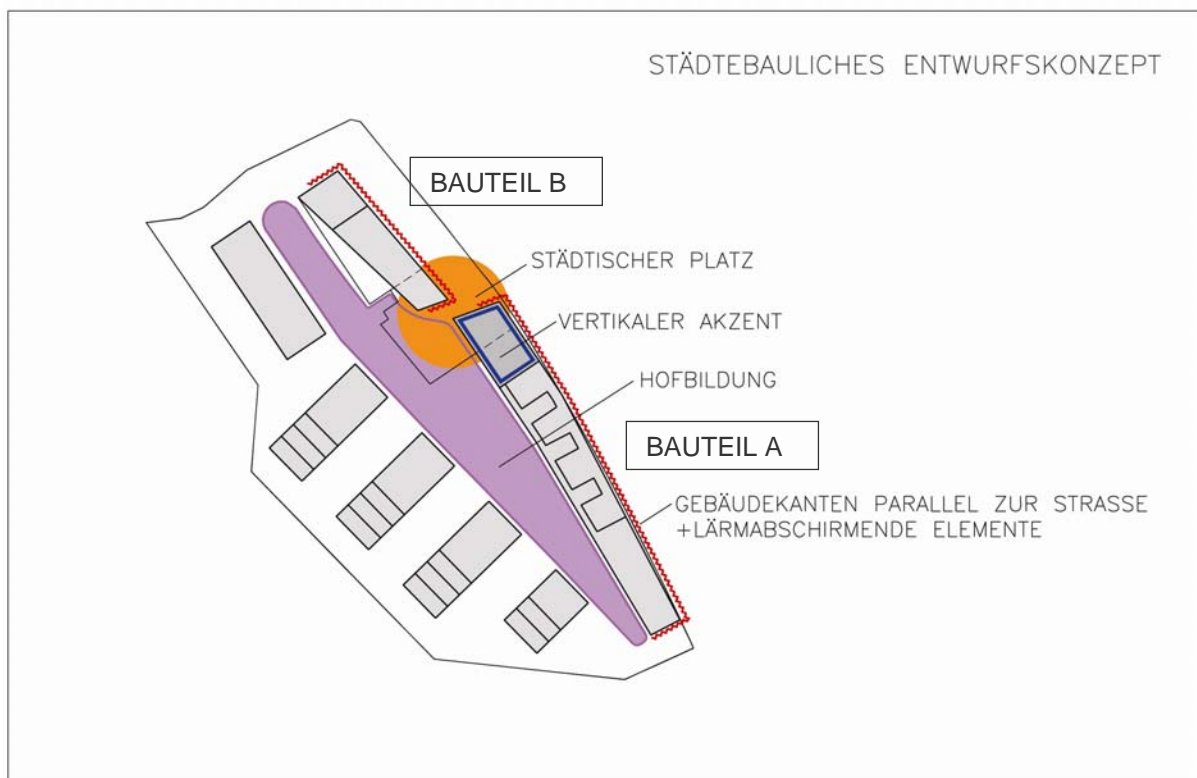 STÄDTEBAULICHES ENTWURFSKONZEPT
BAUTEIL B
STÄDTISCHER PLATZ
VERTIKALER AKZENT
HOFBILDUNG
BAUTEIL A
GEBÄUDEKANTEN PARALLEL ZUR STRASSE
+LÄRMABSCHIRMENDE ELEMENTE